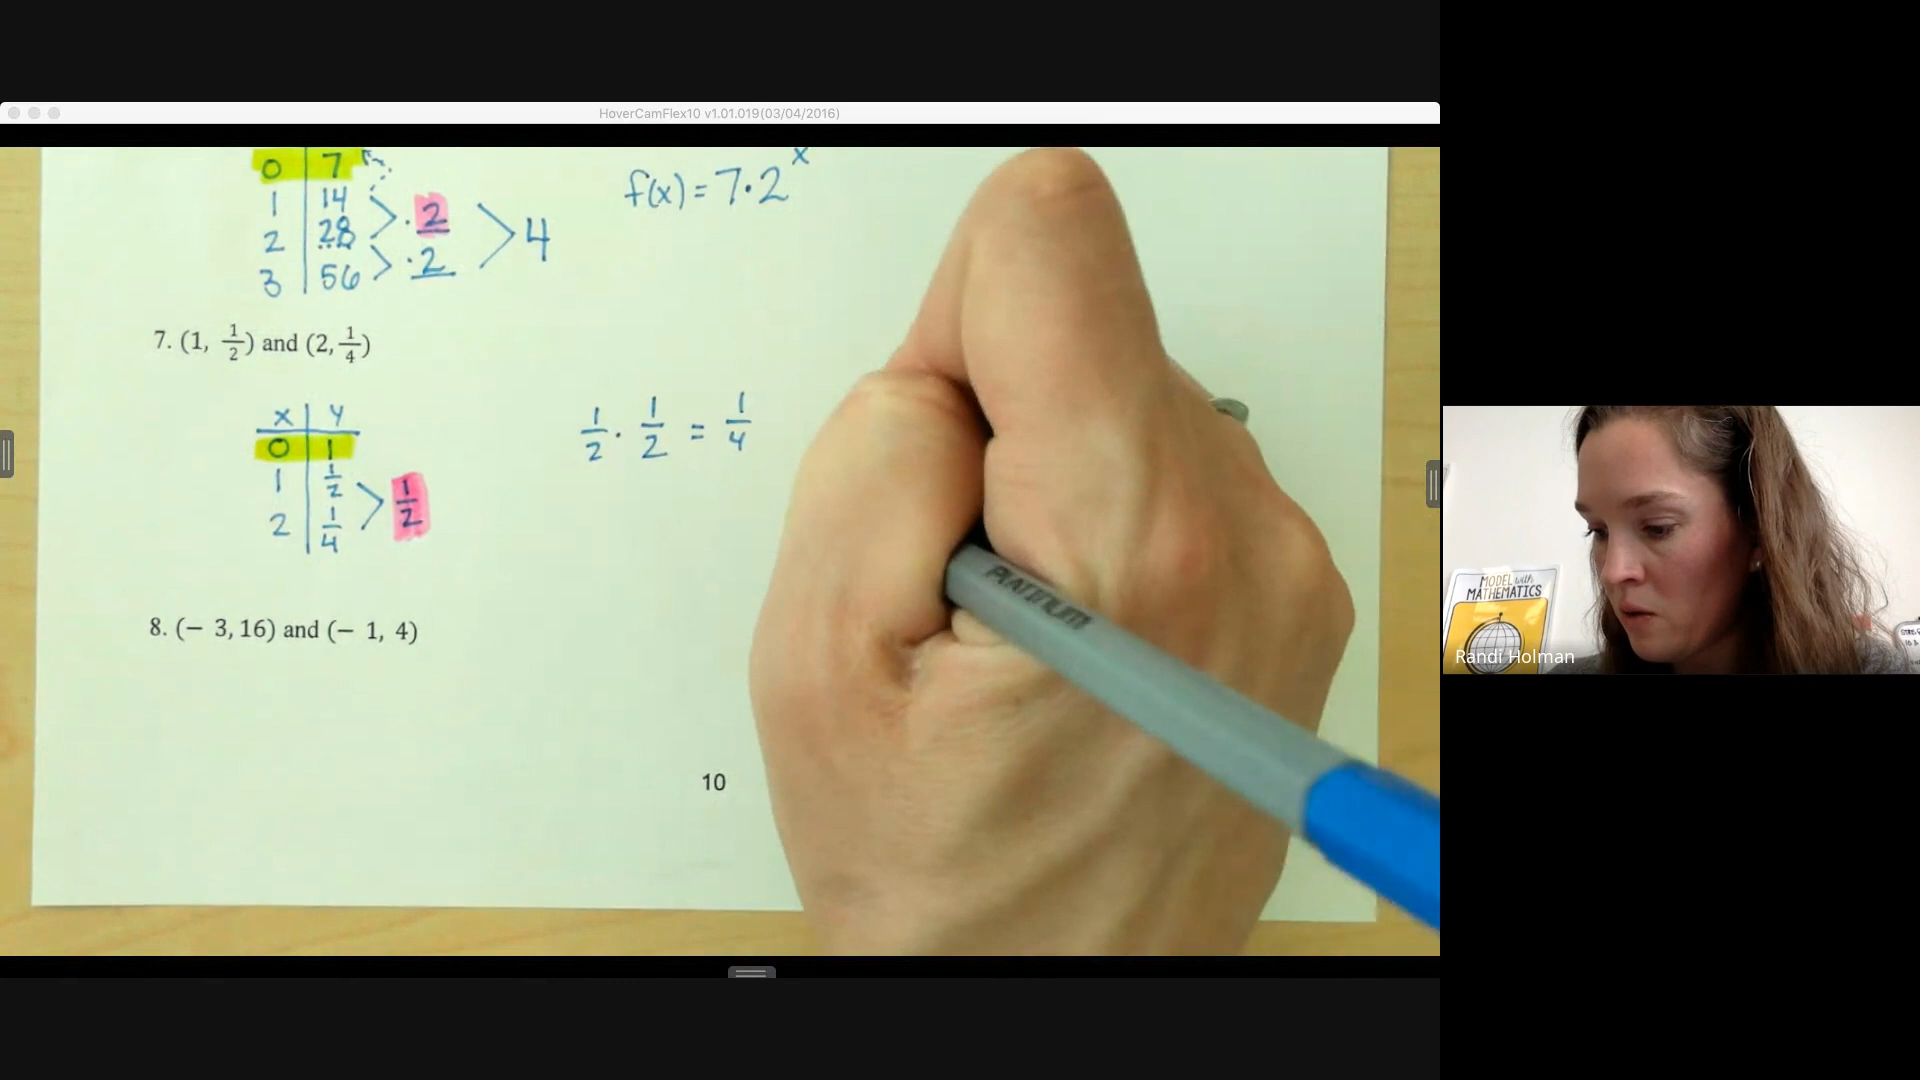 HoverCamFlex10 v1.01.019(03/04/2016)
0 | 7
1 | 14
2 | 28
3 | 56
· 2
· 2
> 4
f(x) = 7·2^x
7. (1, 1/2) and (2, 1/4)
x | y
0 | 1
1 | 1/2
2 | 1/4
> 1/2
1/2 · 1/2 = 1/4
8. (− 3, 16) and (− 1, 4)
10
PLATINUM
MODEL with
MATHEMATICS
Randi Holman